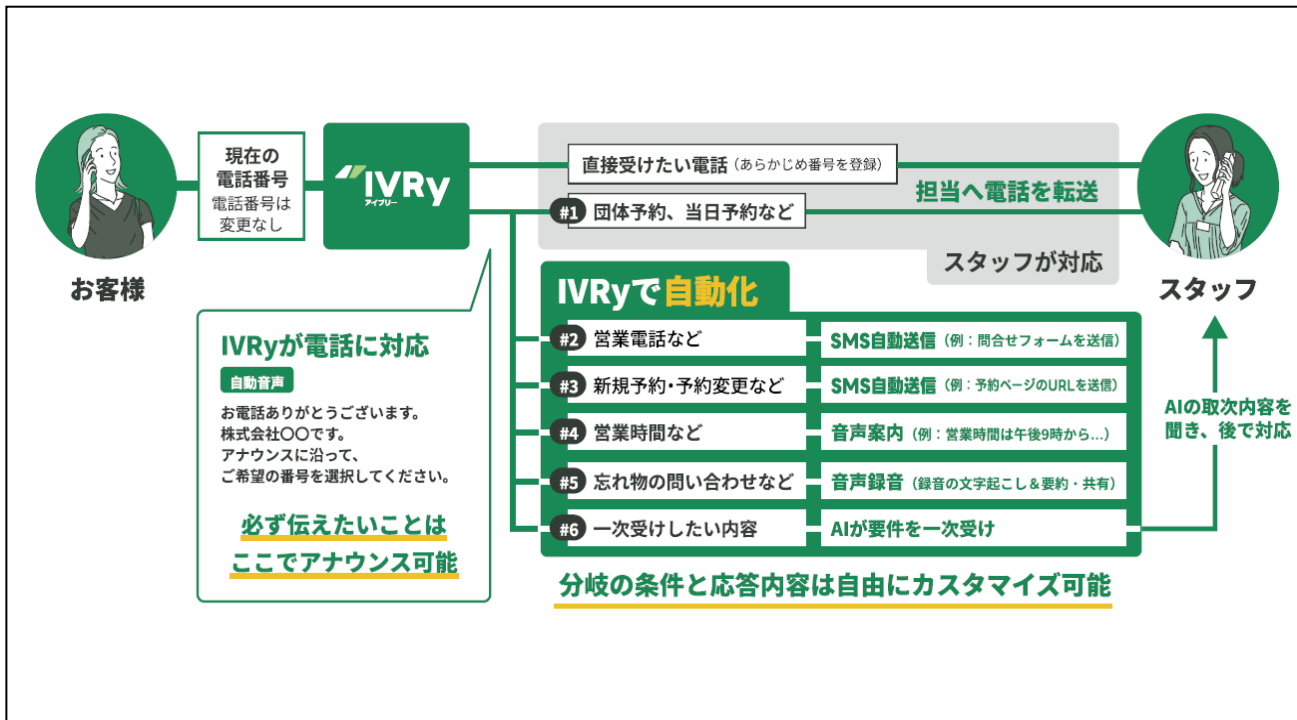 お客様
現在の
電話番号
電話番号は
変更なし
IVRy
アイブリー
IVRyが電話に対応
自動音声
お電話ありがとうございます。
株式会社〇〇です。
アナウンスに沿って、
ご希望の番号を選択してください。
必ず伝えたいことは
ここでアナウンス可能
直接受けたい電話（あらかじめ番号を登録）
#1 団体予約、当日予約など
担当へ電話を転送
スタッフが対応
IVRyで自動化
#2 営業電話など SMS自動送信（例：問合せフォームを送信）
#3 新規予約・予約変更など SMS自動送信（例：予約ページのURLを送信）
#4 営業時間など 音声案内（例：営業時間は午後9時から...）
#5 忘れ物の問い合わせなど 音声録音（録音の文字起こし＆要約・共有）
#6 一次受けしたい内容 AIが要件を一次受け
分岐の条件と応答内容は自由にカスタマイズ可能
スタッフ
AIの取次内容を
聞き、後で対応